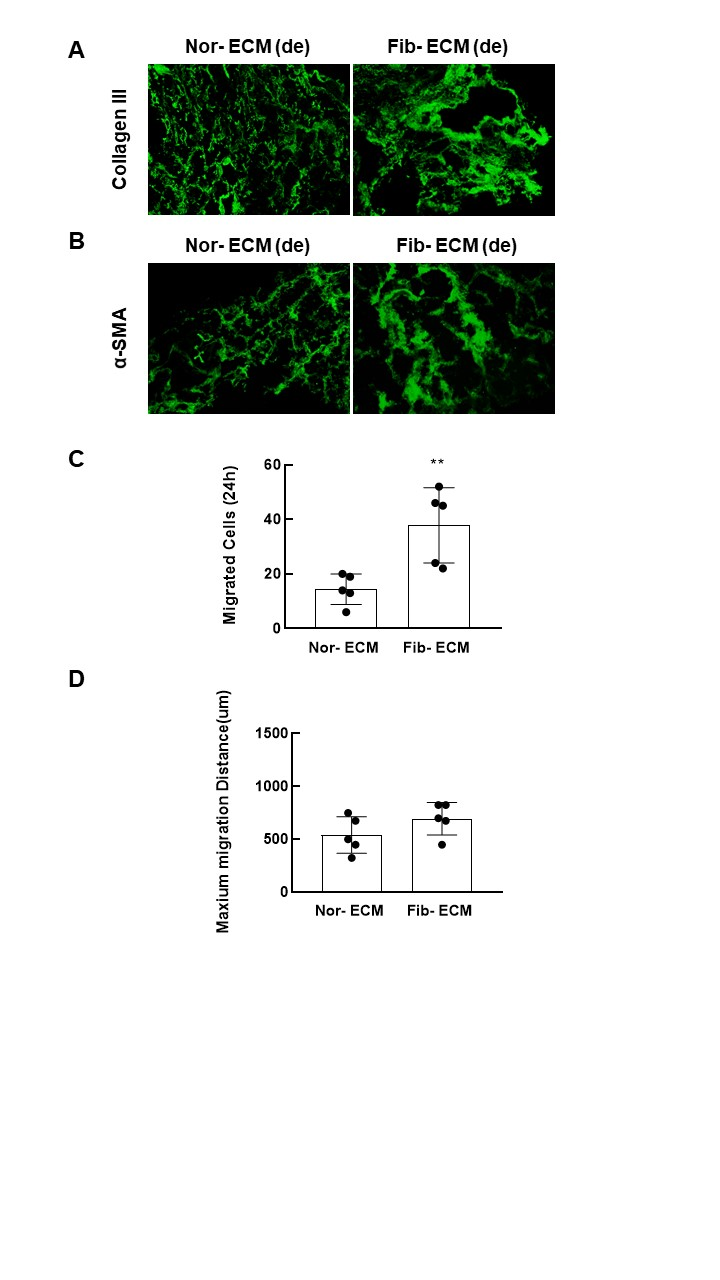 A
Nor- ECM (de)
Fib- ECM (de)
Collagen III
B
Nor- ECM (de)
Fib- ECM (de)
α-SMA
C
Migrated Cells (24h)
60
40
20
0
**
Nor- ECM
Fib- ECM
D
Maxium migration Distance(um)
1500
1000
500
0
Nor- ECM
Fib- ECM